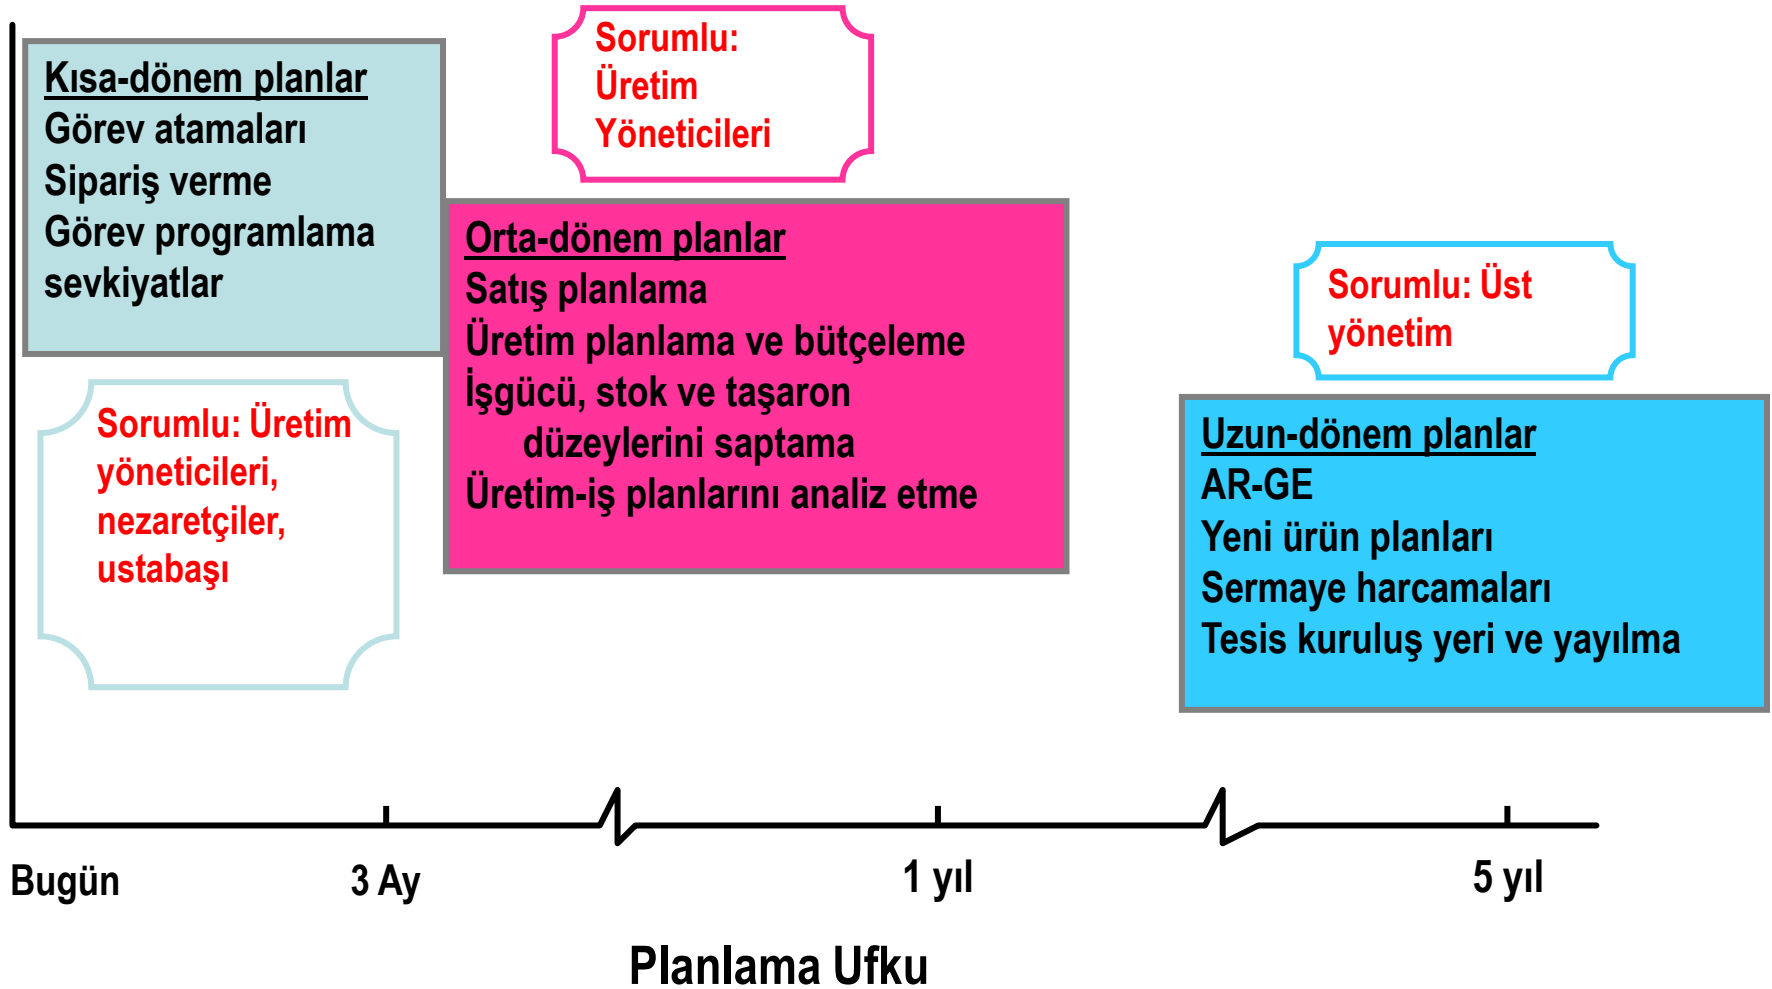 Kısa-dönem planlar
Görev atamaları
Sipariş verme
Görev programlama
sevkiyatlar
Sorumlu: Üretim
yöneticileri,
nezaretçiler,
ustabaşı
Sorumlu:
Üretim
Yöneticileri
Orta-dönem planlar
Satış planlama
Üretim planlama ve bütçeleme
İşgücü, stok ve taşaron
düzeylerini saptama
Üretim-iş planlarını analiz etme
Sorumlu: Üst
yönetim
Uzun-dönem planlar
AR-GE
Yeni ürün planları
Sermaye harcamaları
Tesis kuruluş yeri ve yayılma
Bugün
3 Ay
1 yıl
5 yıl
Planlama Ufku